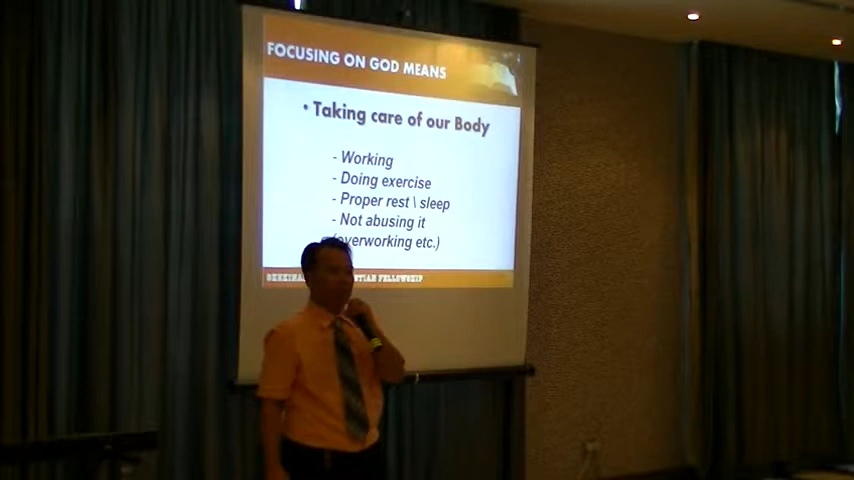 FOCUSING ON GOD MEANS
• Taking care of our Body
- Working
- Doing exercise
- Proper rest \ sleep
- Not abusing it
(overworking etc.)
FELLOWSHIP